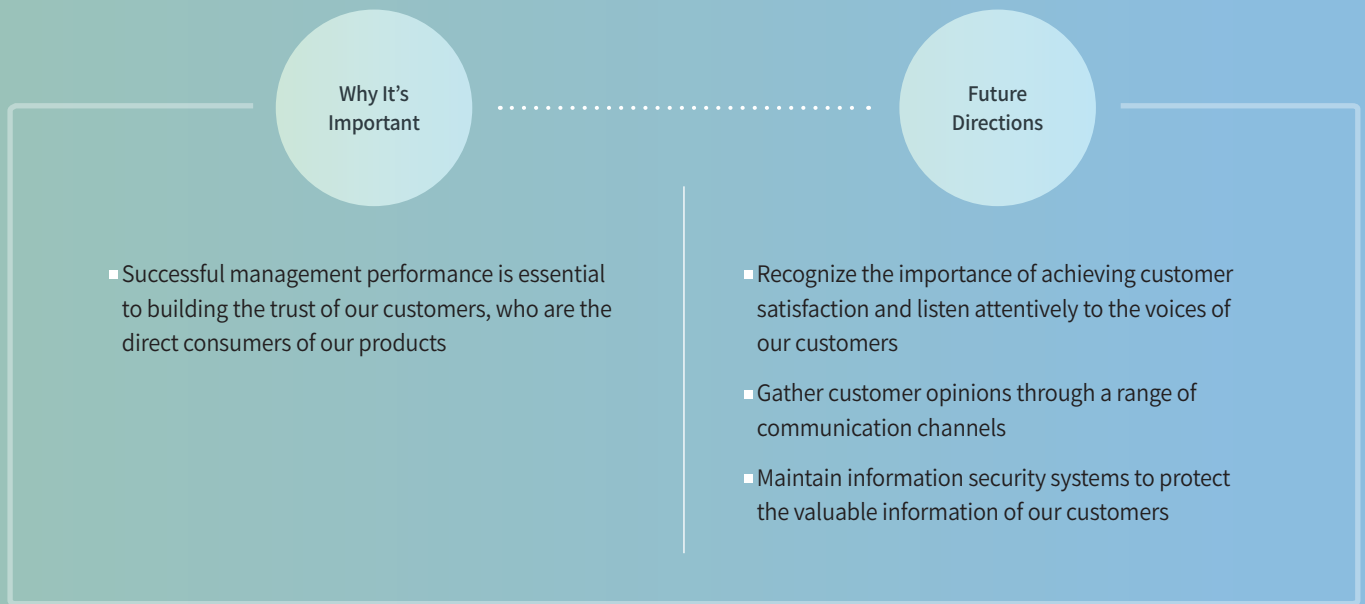 Why It’s
Important
Successful management performance is essential
to building the trust of our customers, who are the
direct consumers of our products
Future
Directions
Recognize the importance of achieving customer
satisfaction and listen attentively to the voices of
our customers
Gather customer opinions through a range of
communication channels
Maintain information security systems to protect
the valuable information of our customers